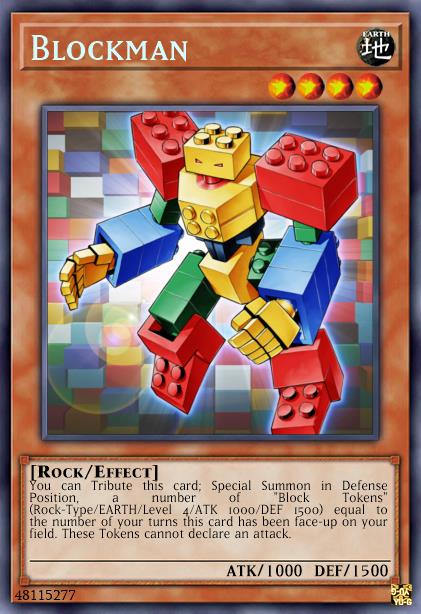 BLOCKMAN
EARTH
地
[ROCK/EFFECT]
You can Tribute this card; Special Summon in Defense
Position, a number of "Block Tokens"
(Rock-Type/EARTH/Level 4/ATK 1000/DEF 1500) equal to
the number of your turns this card has been face-up on your
field. These Tokens cannot declare an attack.
ATK/1000 DEF/1500
48115277